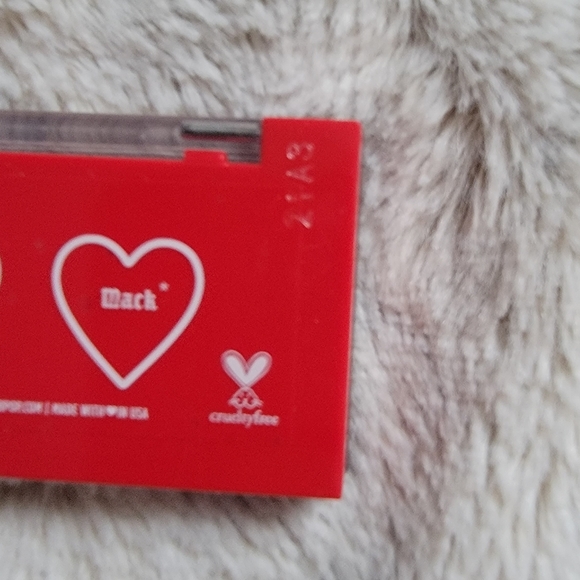 21A3
Mack*
MADE WITH ♥ IN USA
crueltyfree